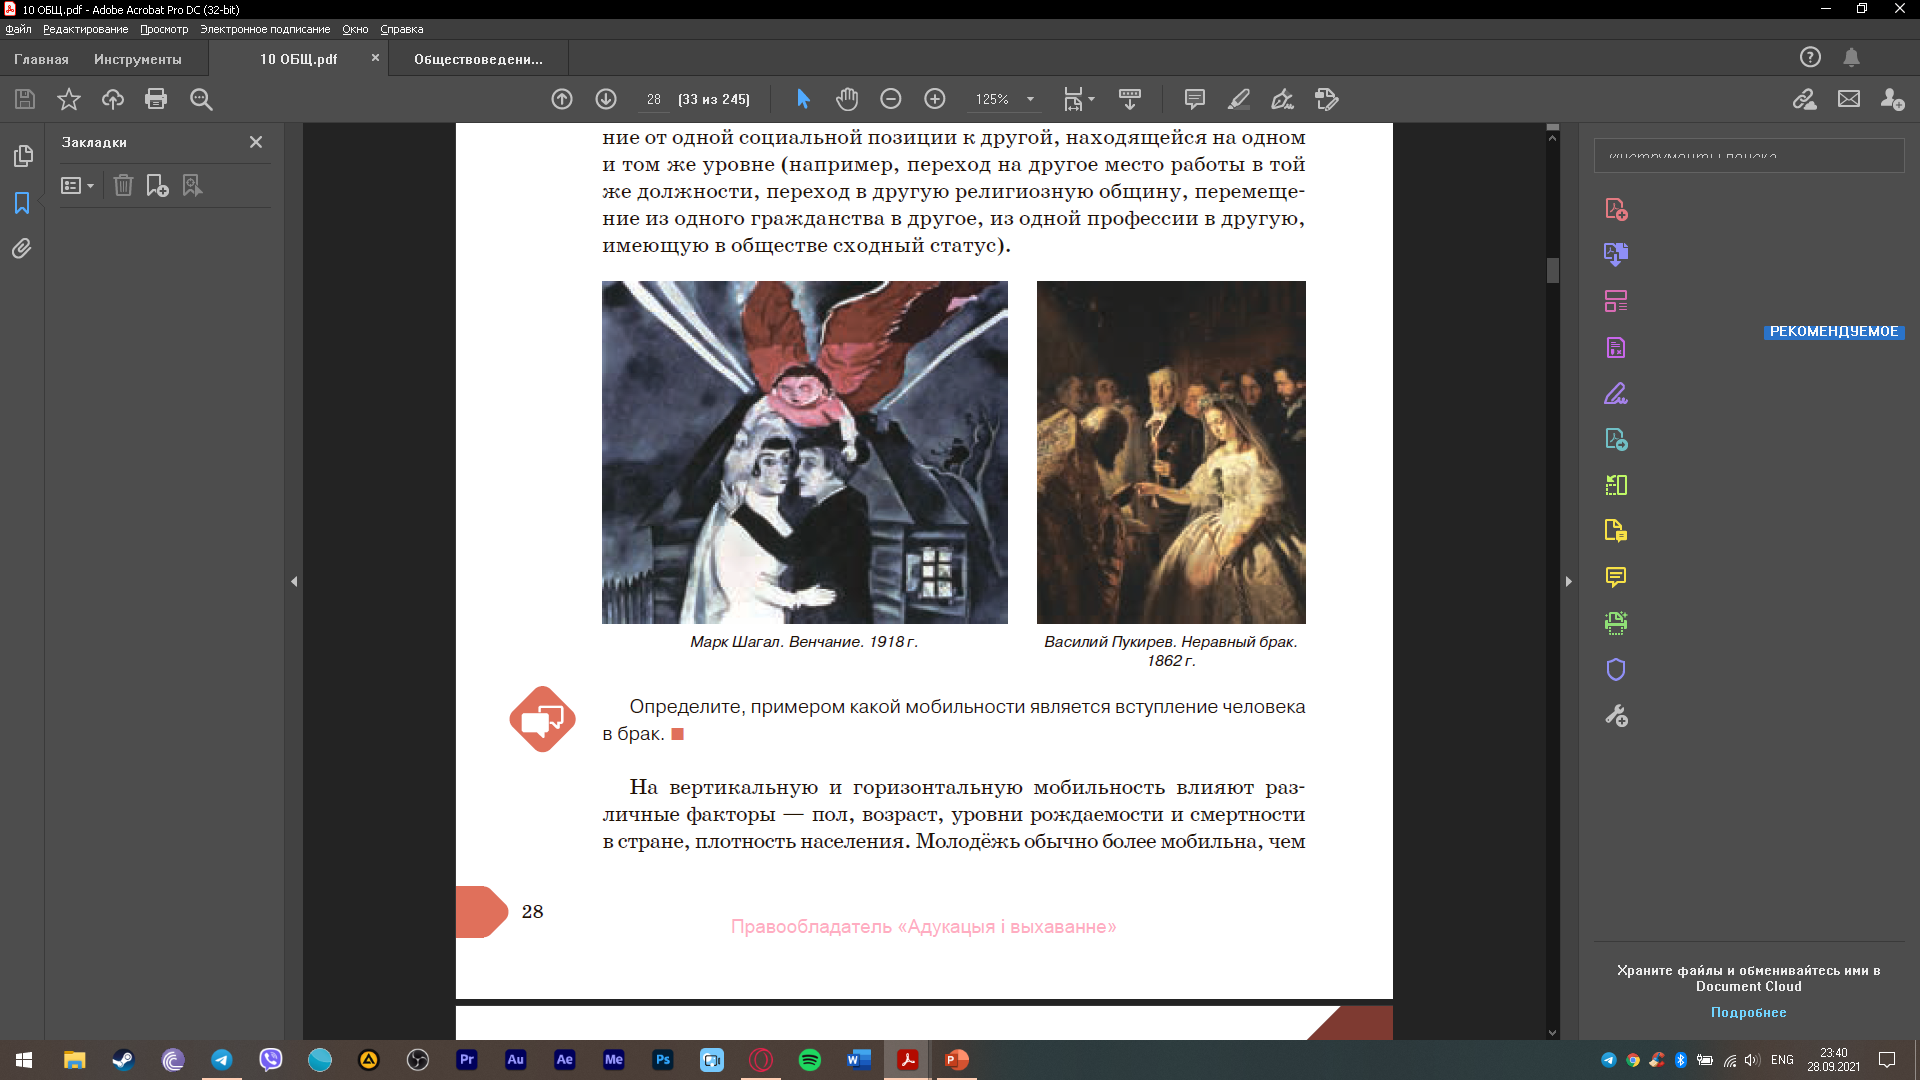 10 ОБЩ.pdf - Adobe Acrobat Pro DC (32-bit)
Файл Редактирование Просмотр Электронное подписание Окно Справка
Главная Инструменты 10 ОБЩ.pdf × Обществоведени...
28 (33 из 245) 125%
Закладки
ние от одной социальной позиции к другой, находящейся на одном
и том же уровне (например, переход на другое место работы в той
же должности, переход в другую религиозную общину, перемеще-
ние из одного гражданства в другое, из одной профессии в другую,
имеющую в обществе сходный статус).
Марк Шагал. Венчание. 1918 г.
Василий Пукирев. Неравный брак.
1862 г.
Определите, примером какой мобильности является вступление человека
в брак.
На вертикальную и горизонтальную мобильность влияют раз-
личные факторы — пол, возраст, уровни рождаемости и смертности
в стране, плотность населения. Молодёжь обычно более мобильна, чем
28
Правообладатель «Адукацыя і выхаванне»
РЕКОМЕНДУЕМОЕ
Храните файлы и обменивайтесь ими в
Document Cloud
Подробнее
Pr Au Ae Me Ps W P
ENG
23:40
28.09.2021